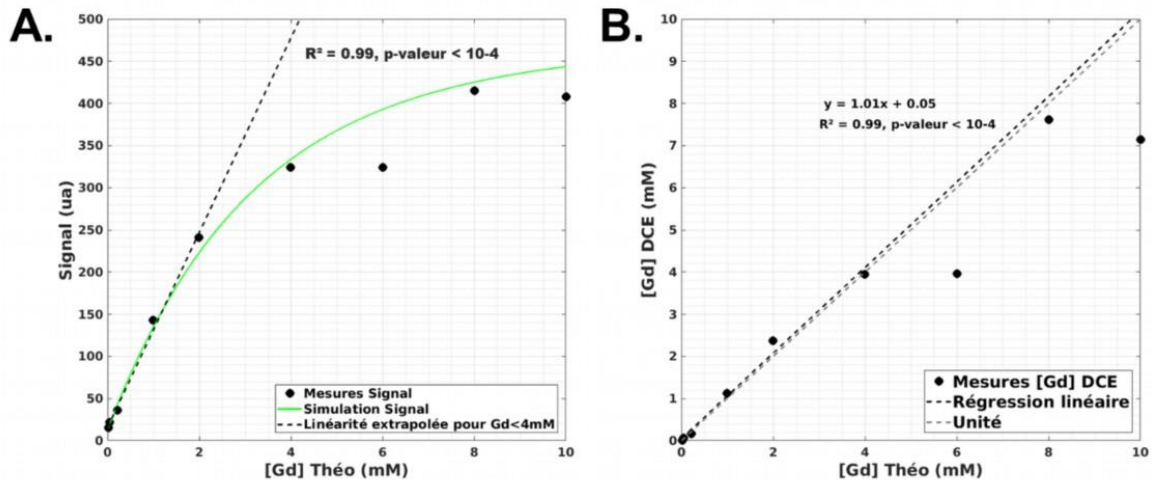 A.
500
450
400
350
300
250
200
150
100
50
0
Signal (ua)
R² = 0.99, p-valeur < 10-4
Mesures Signal
Simulation Signal
Linéarité extrapolée pour Gd<4mM
0 2 4 6 8 10
[Gd] Théo (mM)
B.
10
9
8
7
6
5
4
3
2
1
0
[Gd] DCE (mM)
y = 1.01x + 0.05
R² = 0.99, p-valeur < 10-4
Mesures [Gd] DCE
Régression linéaire
Unité
0 2 4 6 8 10
[Gd] Théo (mM)